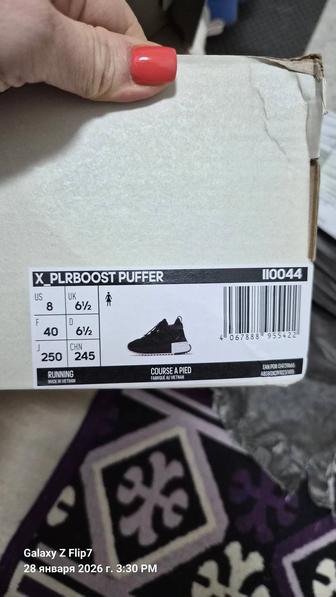 X_PLRBOOST PUFFER II0044
US 8 UK 6½
F 40 D 6½
J 250 CHN 245
4 067888 955422
RUNNING COURSE A PIED
MADE IN VIETNAM FABRIQUÉ AU VIETNAM
Galaxy Z Flip7
28 января 2026 г. 3:30 PM